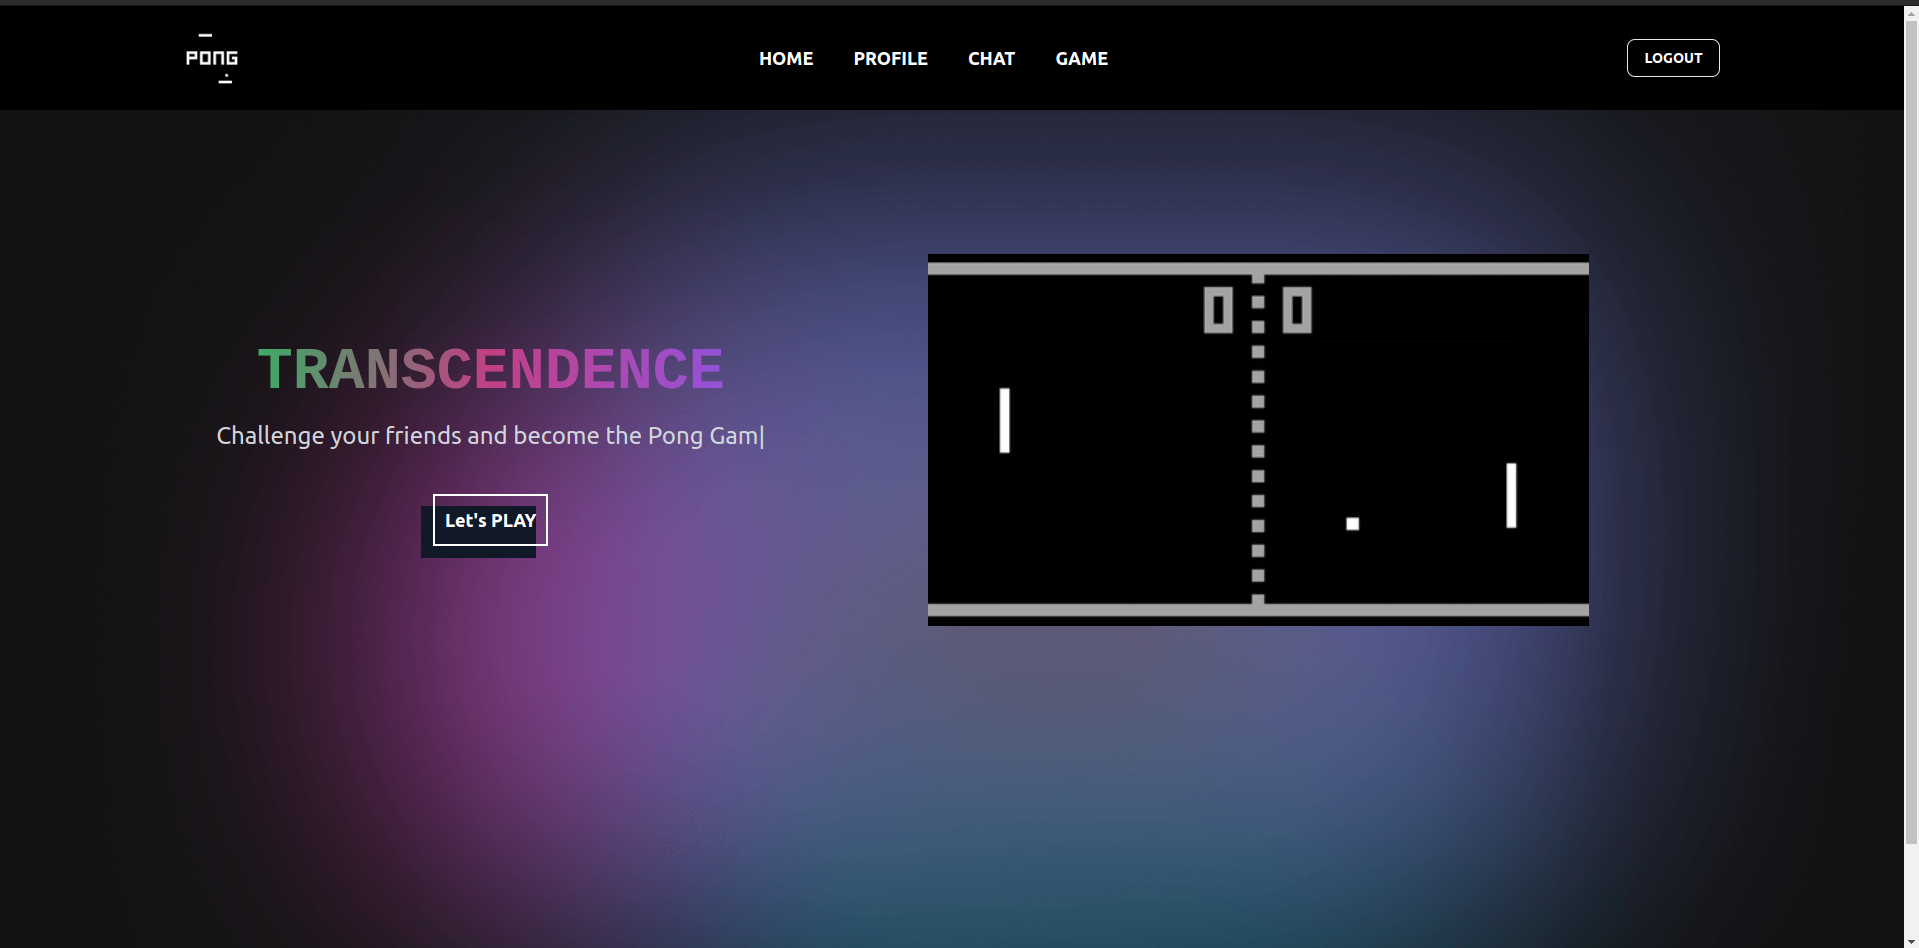 PONG
HOME PROFILE CHAT GAME
LOGOUT
TRANSCENDENCE
Challenge your friends and become the Pong Gam|
Let's PLAY
0 0